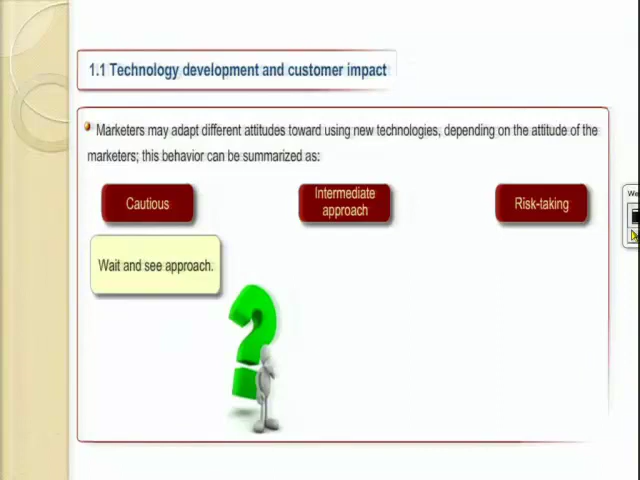 1.1 Technology development and customer impact
Marketers may adapt different attitudes toward using new technologies, depending on the attitude of the
marketers; this behavior can be summarized as:
Cautious
Intermediate
approach
Risk-taking
Wait and see approach.
We